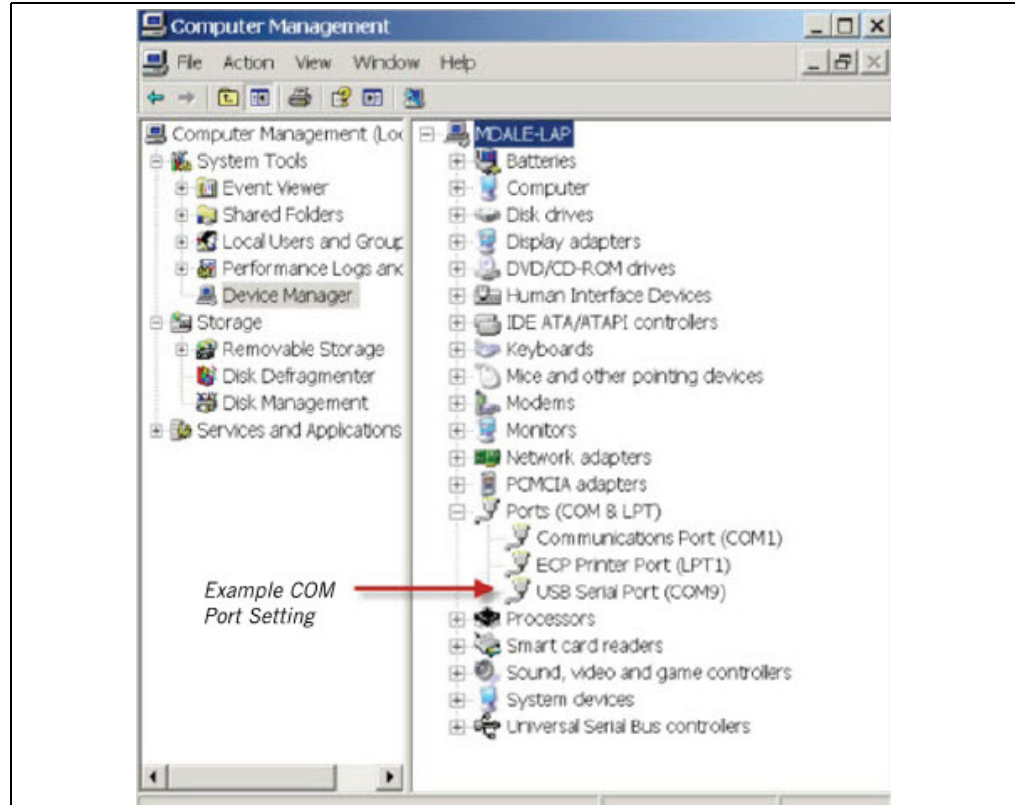 Computer Management
File Action View Window Help
Computer Management (Loc
System Tools
Event Viewer
Shared Folders
Local Users and Group
Performance Logs and
Device Manager
Storage
Removable Storage
Disk Defragmenter
Disk Management
Services and Applications
MDALE-LAP
Batteries
Computer
Disk drives
Display adapters
DVD/CD-ROM drives
Human Interface Devices
IDE ATA/ATAPI controllers
Keyboards
Mice and other pointing devices
Modems
Monitors
Network adapters
PCMCIA adapters
Ports (COM & LPT)
Communications Port (COM1)
ECP Printer Port (LPT1)
USB Serial Port (COM9)
Processors
Smart card readers
Sound, video and game controllers
System devices
Universal Serial Bus controllers
Example COM
Port Setting